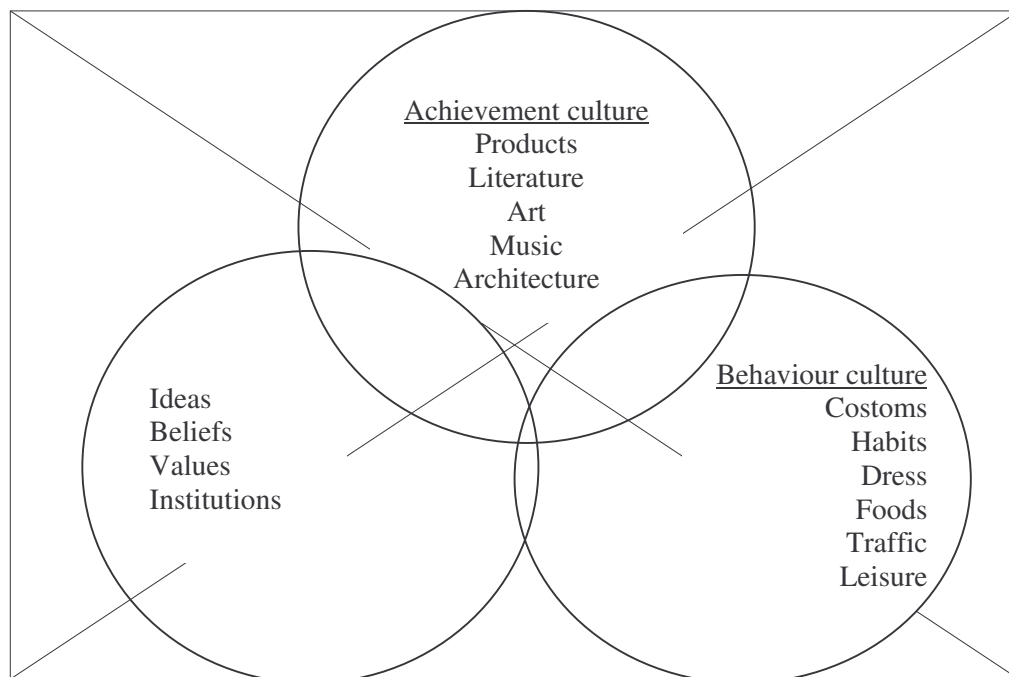 Achievement culture
Products
Literature
Art
Music
Architecture
Ideas
Beliefs
Values
Institutions
Behaviour culture
Costoms
Habits
Dress
Foods
Traffic
Leisure